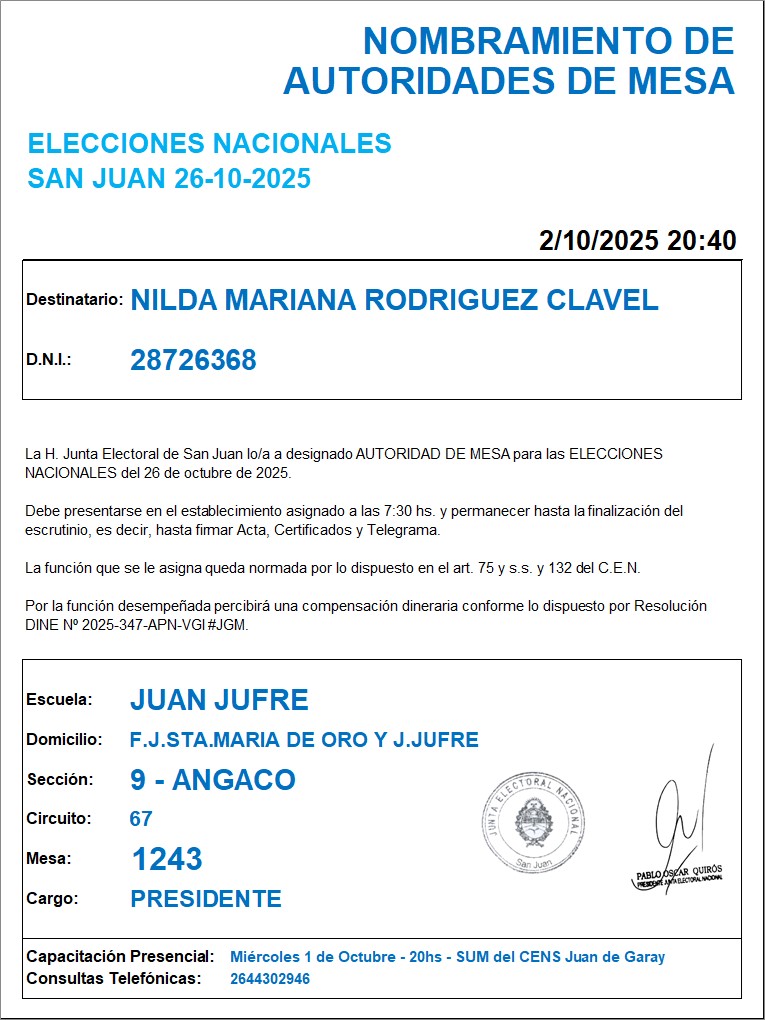 NOMBRAMIENTO DE
AUTORIDADES DE MESA
ELECCIONES NACIONALES
SAN JUAN 26-10-2025
2/10/2025 20:40
Destinatario: NILDA MARIANA RODRIGUEZ CLAVEL
D.N.I.: 28726368
La H. Junta Electoral de San Juan lo/a a designado AUTORIDAD DE MESA para las ELECCIONES
NACIONALES del 26 de octubre de 2025.
Debe presentarse en el establecimiento asignado a las 7:30 hs. y permanecer hasta la finalización del
escrutinio, es decir, hasta firmar Acta, Certificados y Telegrama.
La función que se le asigna queda normada por lo dispuesto en el art. 75 y s.s. y 132 del C.E.N.
Por la función desempeñada percibirá una compensación dineraria conforme lo dispuesto por Resolución
DINE Nº 2025-347-APN-VGI#JGM.
Escuela: JUAN JUFRE
Domicilio: F.J.STA.MARIA DE ORO Y J.JUFRE
Sección: 9 - ANGACO
Circuito: 67
Mesa: 1243
Cargo: PRESIDENTE
JUNTA ELECTORAL NACIONAL
San Juan
PABLO OSCAR QUIRÓS
PRESIDENTE JUNTA ELECTORAL NACIONAL
Capacitación Presencial: Miércoles 1 de Octubre - 20hs - SUM del CENS Juan de Garay
Consultas Telefónicas: 2644302946